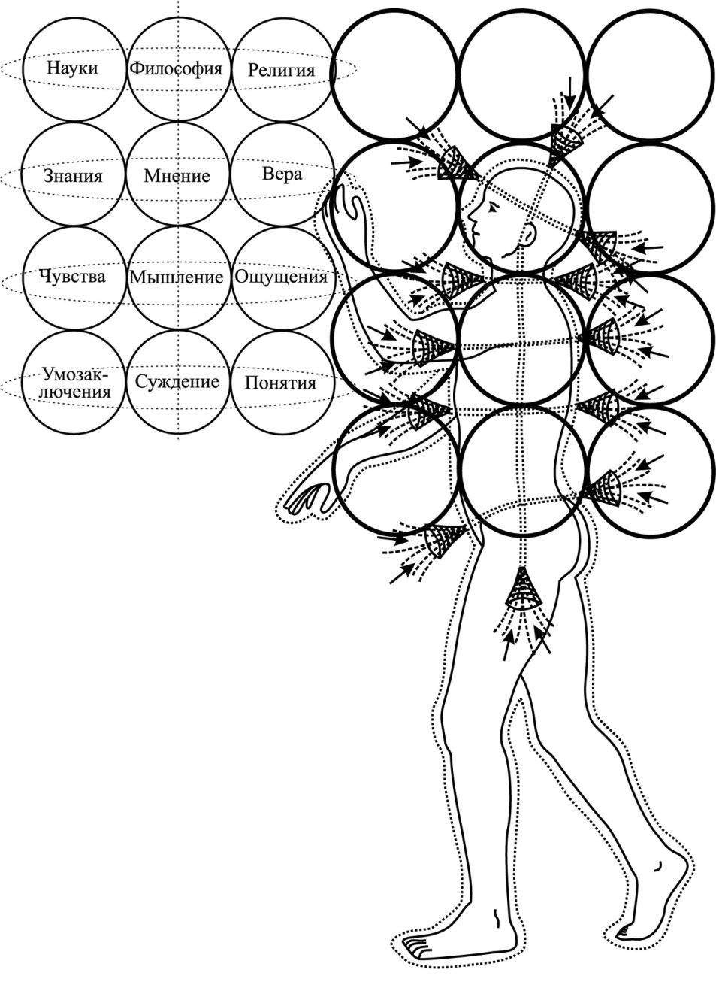 Науки Философия Религия
Знания Мнение Вера
Чувства Мышление Ощущения
Умозак-
лючения Суждение Понятия